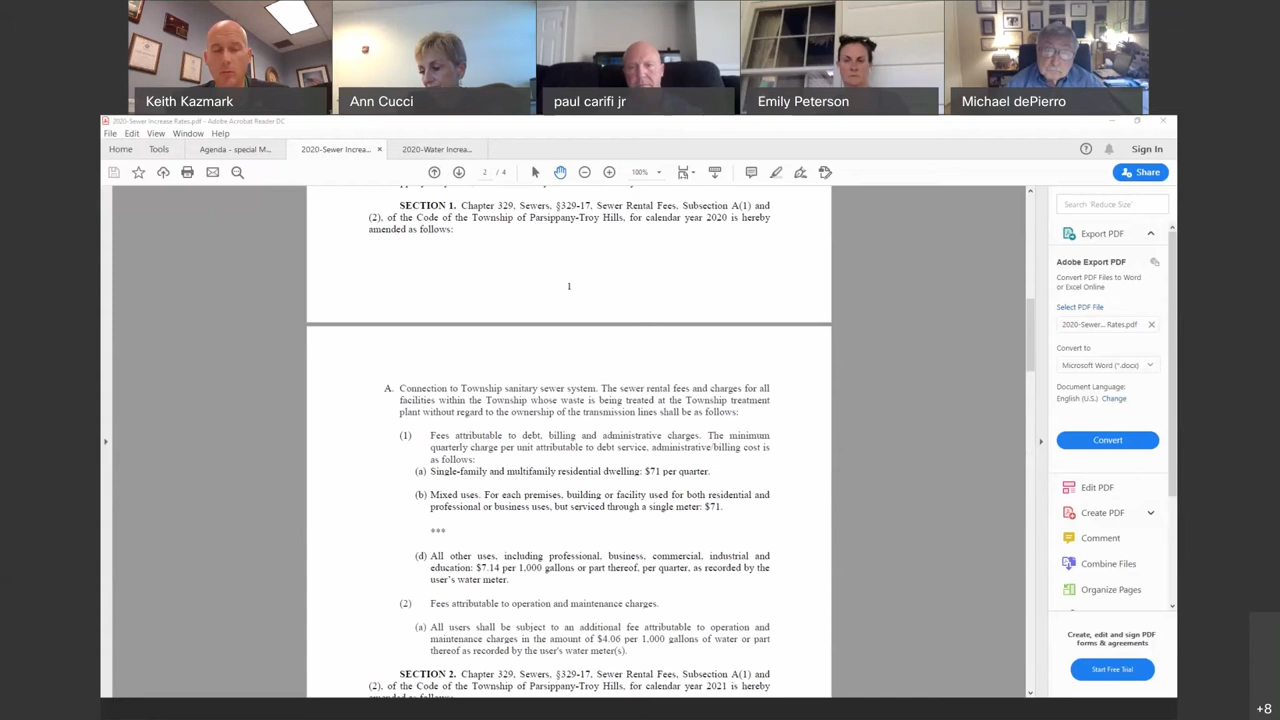 Keith Kazmark
Ann Cucci
paul carifi jr
Emily Peterson
Michael dePierro
2020-Sewer Increase Rates.pdf - Adobe Acrobat Reader DC
File Edit View Window Help
Home Tools Agenda - special M... 2020-Sewer Increa... × 2020-Water Increa... Sign In
2 / 4 100% Share
SECTION 1. Chapter 329, Sewers, §329-17, Sewer Rental Fees, Subsection A(1) and
(2), of the Code of the Township of Parsippany-Troy Hills, for calendar year 2020 is hereby
amended as follows:
1
A. Connection to Township sanitary sewer system. The sewer rental fees and charges for all
facilities within the Township whose waste is being treated at the Township treatment
plant without regard to the ownership of the transmission lines shall be as follows:
(1) Fees attributable to debt, billing and administrative charges. The minimum
quarterly charge per unit attributable to debt service, administrative/billing cost is
as follows:
(a) Single-family and multifamily residential dwelling: $71 per quarter.
(b) Mixed uses. For each premises, building or facility used for both residential and
professional or business uses, but serviced through a single meter: $71.
***
(d) All other uses, including professional, business, commercial, industrial and
education: $7.14 per 1,000 gallons or part thereof, per quarter, as recorded by the
user's water meter.
(2) Fees attributable to operation and maintenance charges.
(a) All users shall be subject to an additional fee attributable to operation and
maintenance charges in the amount of $4.06 per 1,000 gallons of water or part
thereof as recorded by the user's water meter(s).
SECTION 2. Chapter 329, Sewers, §329-17, Sewer Rental Fees, Subsection A(1) and
(2), of the Code of the Township of Parsippany-Troy Hills, for calendar year 2021 is hereby
amended as follows:
Search 'Reduce Size'
Export PDF
Adobe Export PDF
Convert PDF Files to Word
or Excel Online
Select PDF File
2020-Sewer... Rates.pdf ×
Convert to
Microsoft Word (*.docx)
Document Language:
English (U.S.) Change
Convert
Edit PDF
Create PDF
Comment
Combine Files
Organize Pages
Create, edit and sign PDF
forms & agreements
Start Free Trial
+8